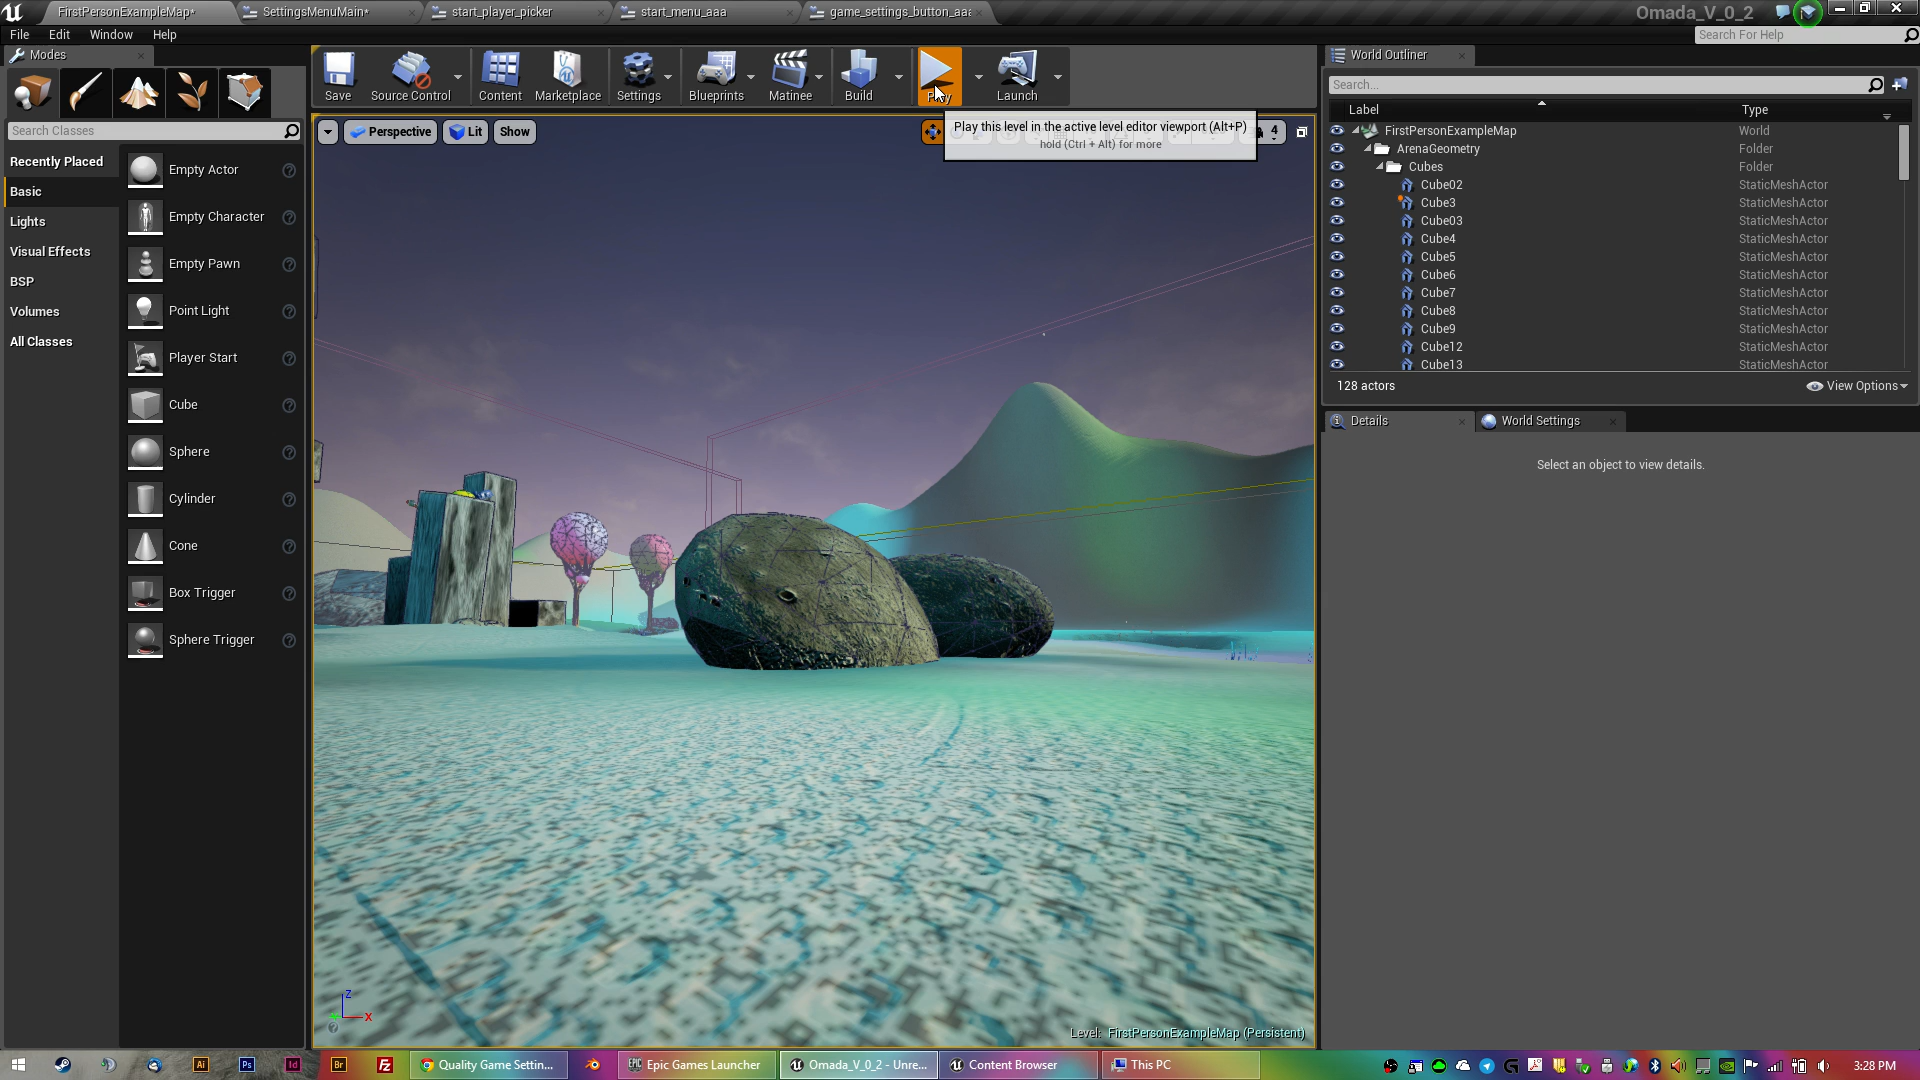 FirstPersonExampleMap*
SettingsMenuMain*
start_player_picker
start_menu_aaa
game_settings_button_aaa
Omada_V_0_2
File
Edit
Window
Help
Search For Help
Modes
World Outliner
Save
Source Control
Content
Marketplace
Settings
Blueprints
Matinee
Build
Launch
Search...
Label
Type
Search Classes
Perspective
Lit
Show
Play this level in the active level editor viewport (Alt+P)
hold (Ctrl + Alt) for more
4
Recently Placed
Basic
Lights
Visual Effects
BSP
Volumes
All Classes
Empty Actor
Empty Character
Empty Pawn
Point Light
Player Start
Cube
Sphere
Cylinder
Cone
Box Trigger
Sphere Trigger
FirstPersonExampleMap World
ArenaGeometry Folder
Cubes Folder
Cube02 StaticMeshActor
Cube3 StaticMeshActor
Cube03 StaticMeshActor
Cube4 StaticMeshActor
Cube5 StaticMeshActor
Cube6 StaticMeshActor
Cube7 StaticMeshActor
Cube8 StaticMeshActor
Cube9 StaticMeshActor
Cube12 StaticMeshActor
Cube13 StaticMeshActor
128 actors
View Options
Details
World Settings
Select an object to view details.
Z
X
Level: FirstPersonExampleMap (Persistent)
Ai
Ps
Id
Br
Fz
Quality Game Settin...
Epic Games Launcher
Omada_V_0_2 - Unre...
Content Browser
This PC
3:28 PM